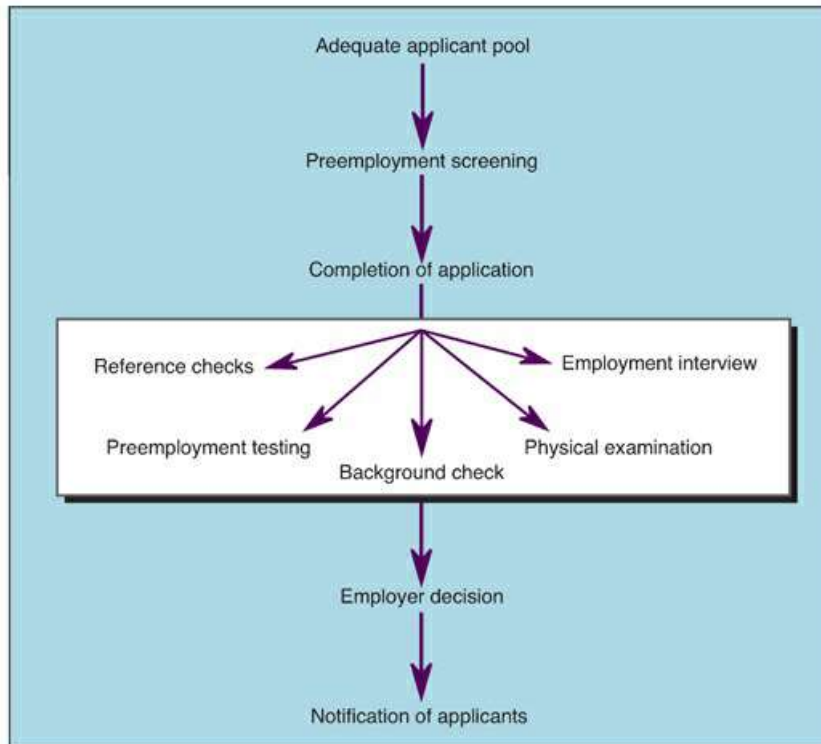 Adequate applicant pool
Preemployment screening
Completion of application
Reference checks
Employment interview
Preemployment testing
Physical examination
Background check
Employer decision
Notification of applicants